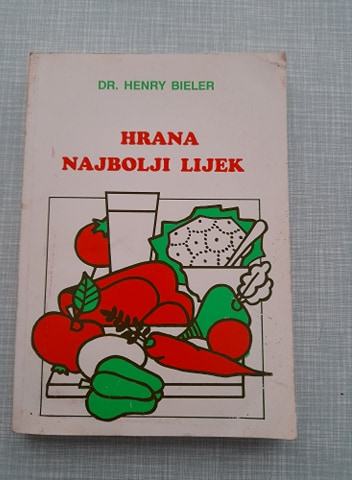 DR. HENRY BIELER
HRANA
NAJBOLJI LIJEK